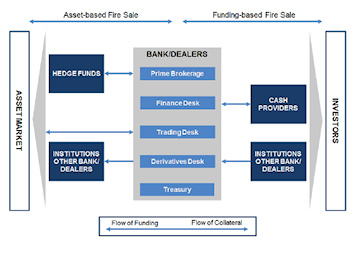 Asset-based Fire Sale
Funding-based Fire Sale
BANK/DEALERS
HEDGE FUNDS
Prime Brokerage
Finance Desk
CASH
PROVIDERS
ASSET MARKET
Trading Desk
INVESTORS
INSTITUTIONS
OTHER BANK/
DEALERS
Derivatives Desk
INSTITUTIONS
OTHER BANK/
DEALERS
Treasury
Flow of Funding
Flow of Collateral